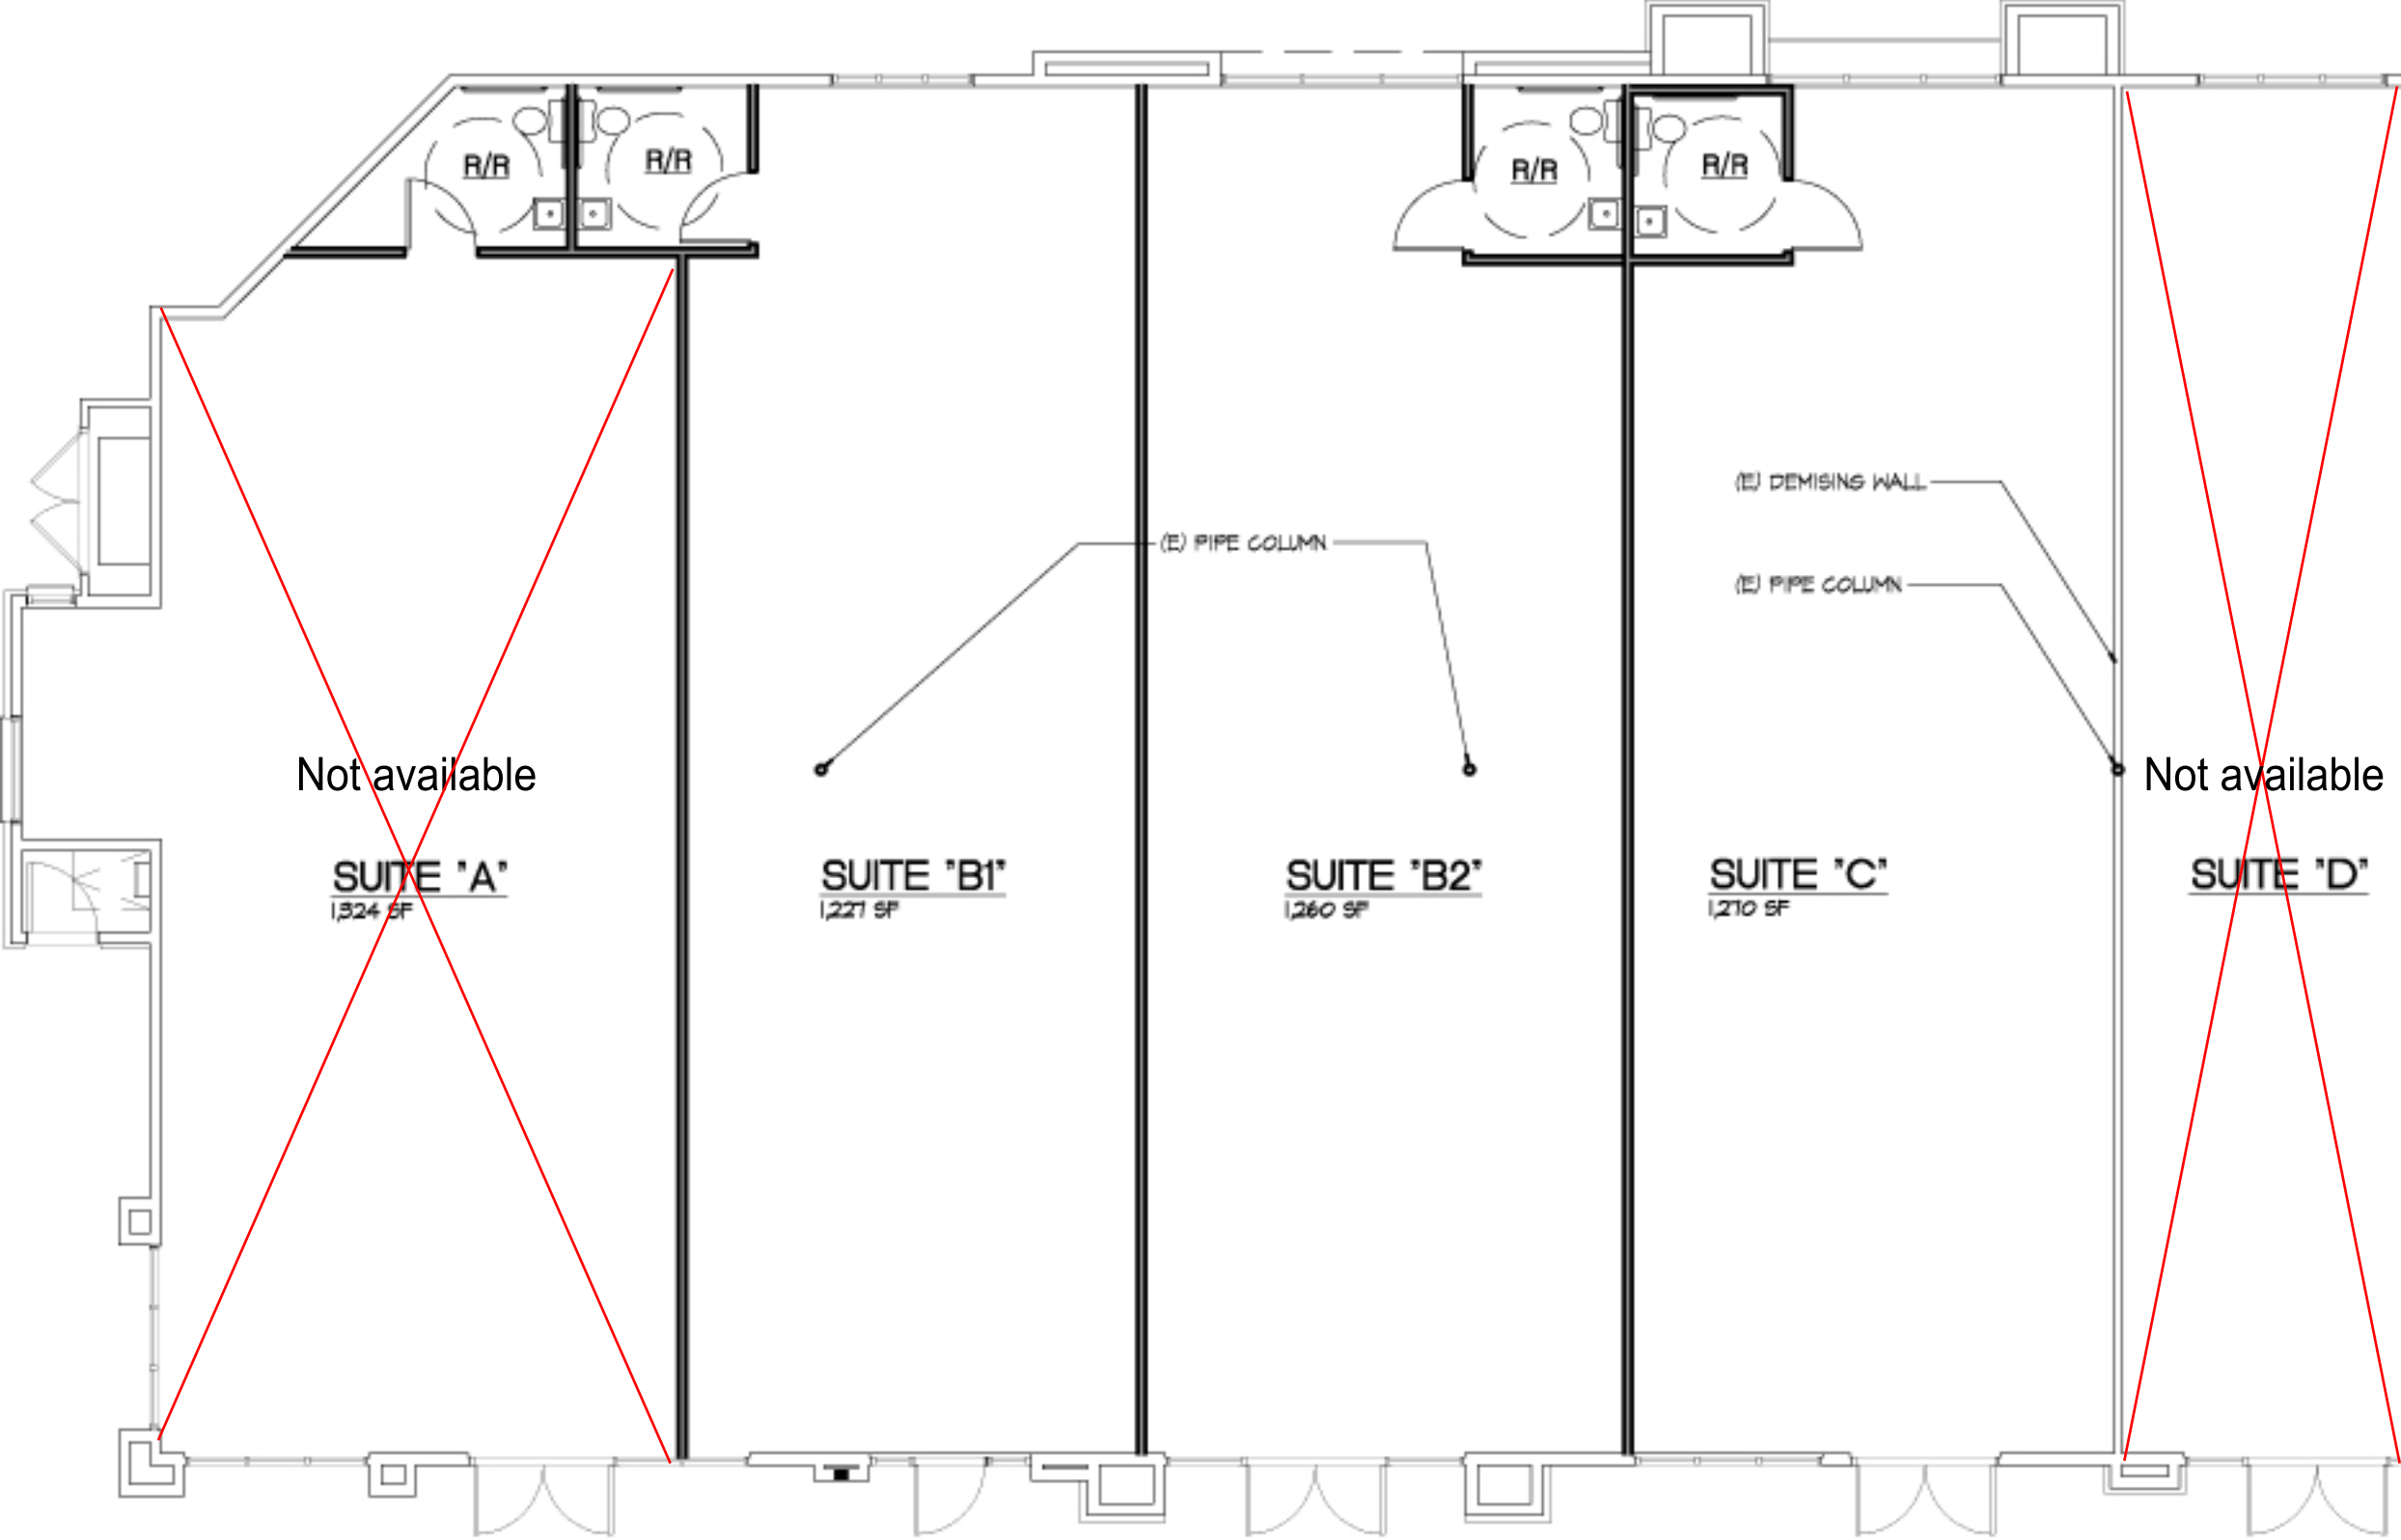 R/R
R/R
R/R
R/R
(E) DEMISING WALL
(E) PIPE COLUMN
(E) PIPE COLUMN
Not available
Not available
SUITE "A"
1,324 SF
SUITE "B1"
1,227 SF
SUITE "B2"
1,260 SF
SUITE "C"
1,270 SF
SUITE "D"